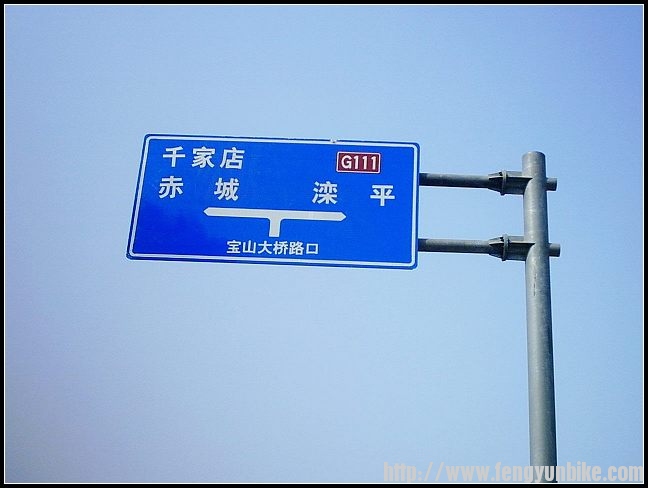 千家店 G111
赤城 滦平
宝山大桥路口
http://www.fengyunbike.com